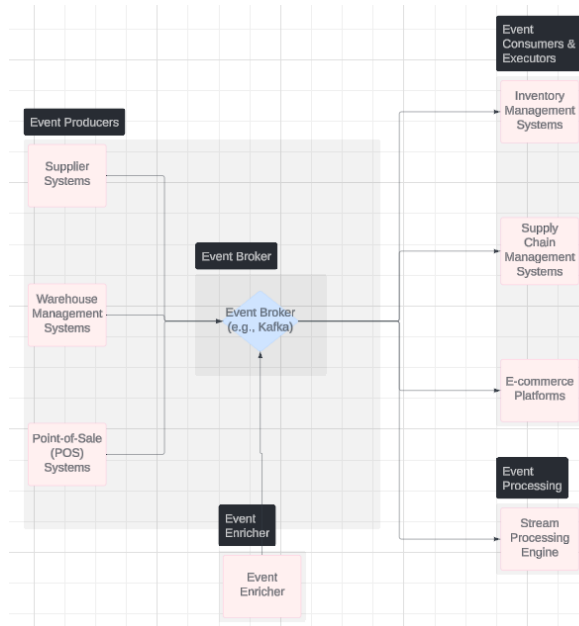 Event
Consumers &
Executors
Inventory
Management
Systems
Event Producers
Supplier
Systems
Supply
Chain
Management
Systems
Event Broker
Warehouse
Management
Systems
Event Broker
(e.g., Kafka)
E-commerce
Platforms
Point-of-Sale
(POS)
Systems
Event
Processing
Stream
Processing
Engine
Event
Enricher
Event
Enricher